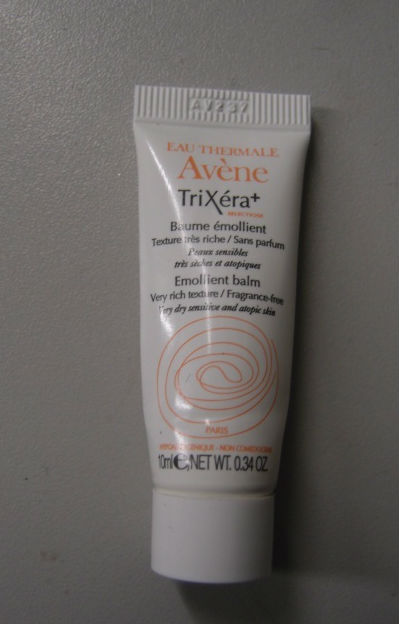 AV237
EAU THERMALE
Avène
TriXéra+
SELECTIOSE
Baume émollient
Texture très riche / Sans parfum
Peaux sensibles
très sèches et atopiques
Emollient balm
Very rich texture / Fragrance-free
Very dry sensitive and atopic skin
PARIS
HYPOALLERGÉNIQUE - NON COMEDOGENIC
10ml e, NET WT. 0.34 OZ.